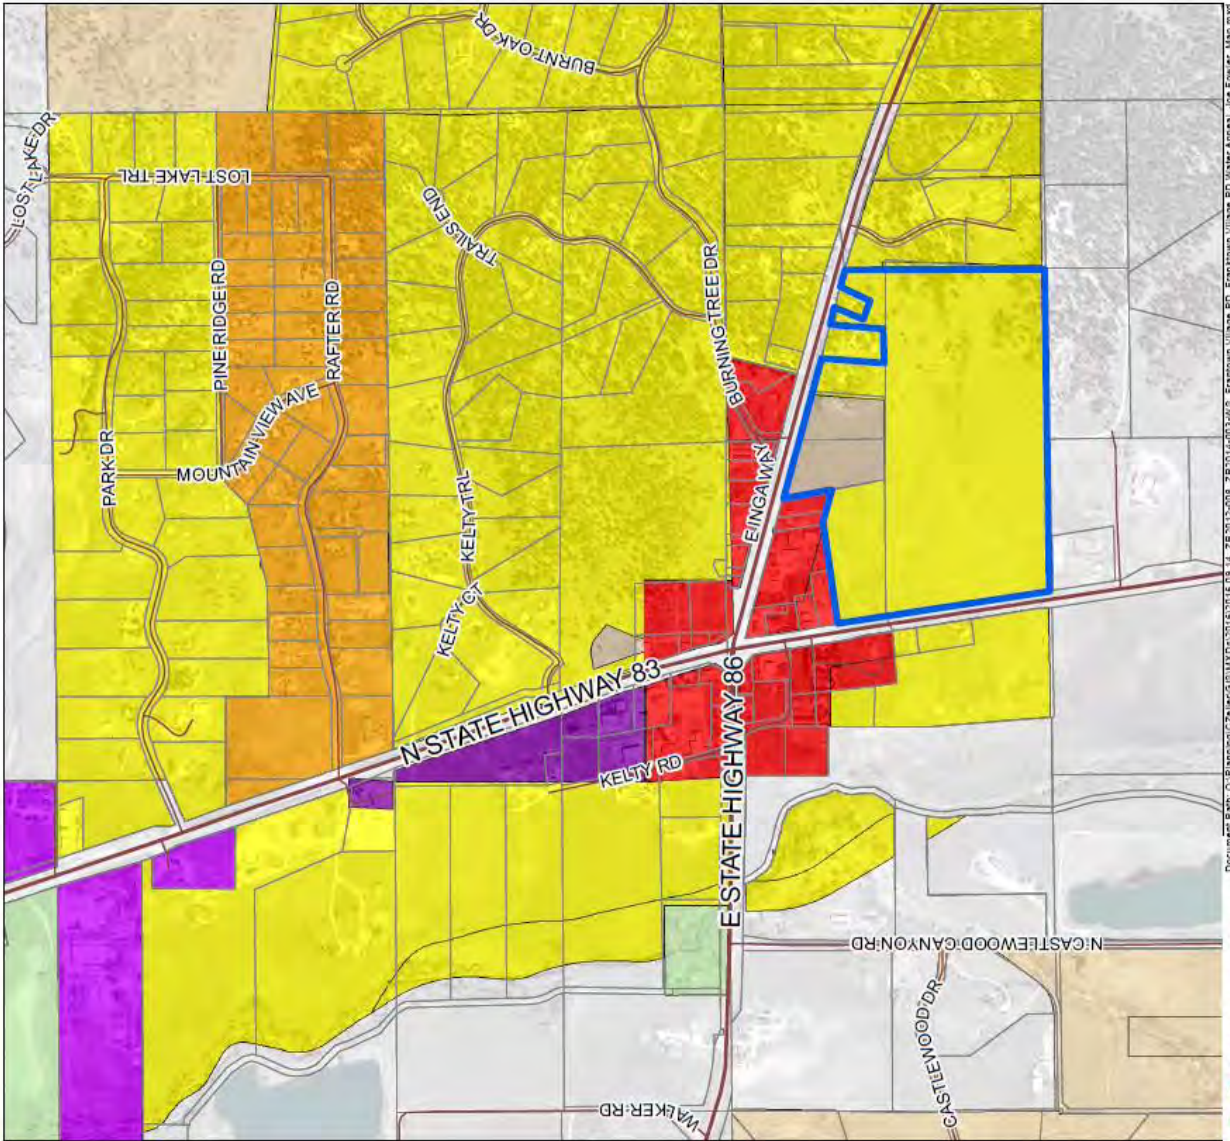 BURNT OAK DR
LOST LAKE DR
LOST LAKE TRL
TRAILS END
PINE RIDGE RD
RAFTER RD
BURNING TREE DR
MOUNTAIN VIEW AVE
PARK DR
KELTY TRL
E INGA WAY
KELTY CT
N STATE HIGHWAY 83
E STATE HIGHWAY 86
KELTY RD
N CASTLEWOOD CANYON RD
CASTLEWOOD DR
WALKER RD